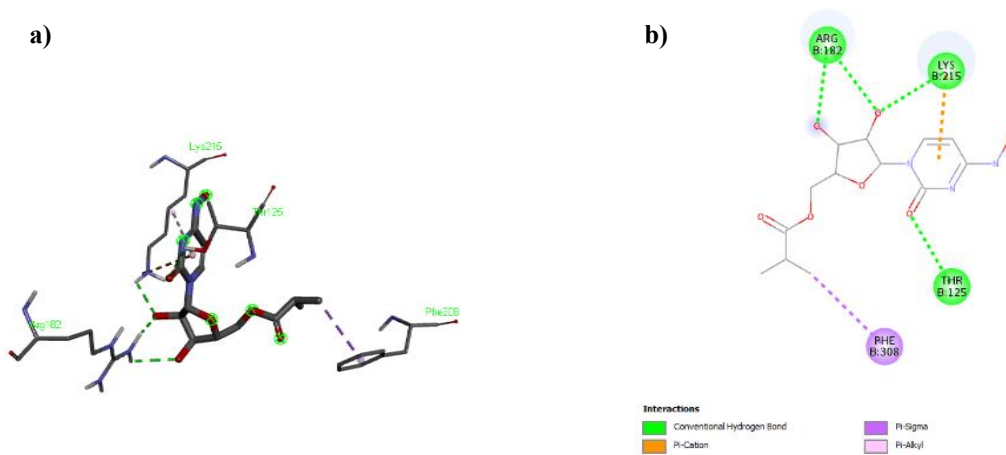 a)
Lys215
Thr125
Arg182
Phe308
b)
ARG
B:182
LYS
B:215
O
O
O
N
N
N
O
O
O
THR
B:125
PHE
B:308
Interactions
Conventional Hydrogen Bond
Pi-Cation
Pi-Sigma
Pi-Alkyl